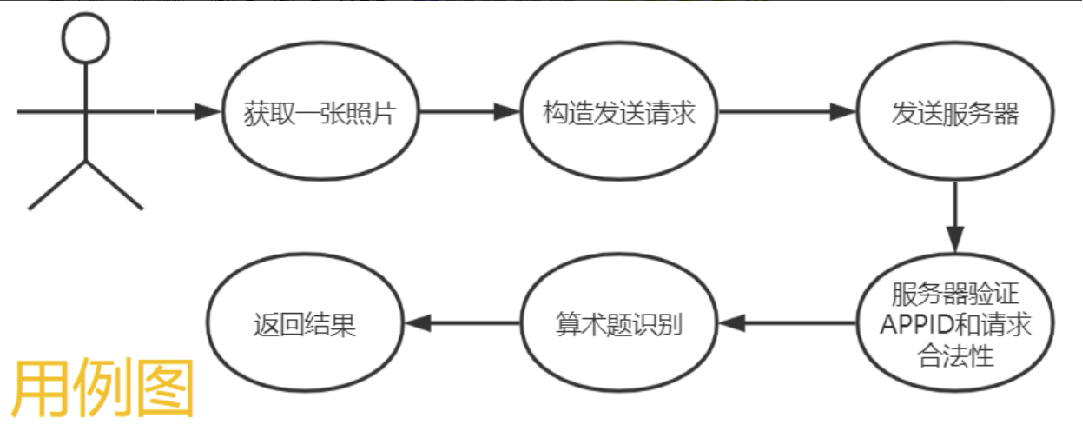 获取一张照片
构造发送请求
发送服务器
服务器验证
APPID和请求
合法性
算术题识别
返回结果
用例图